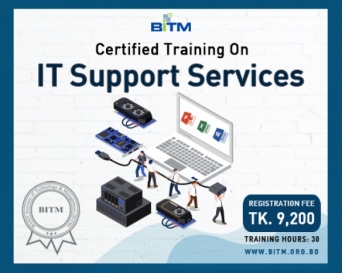 BITM
Certified Training On
IT Support Services
P
X
W
BITM
REGISTRATION FEE
TK. 9,200
TRAINING HOURS: 30
WWW.BITM.ORG.BD